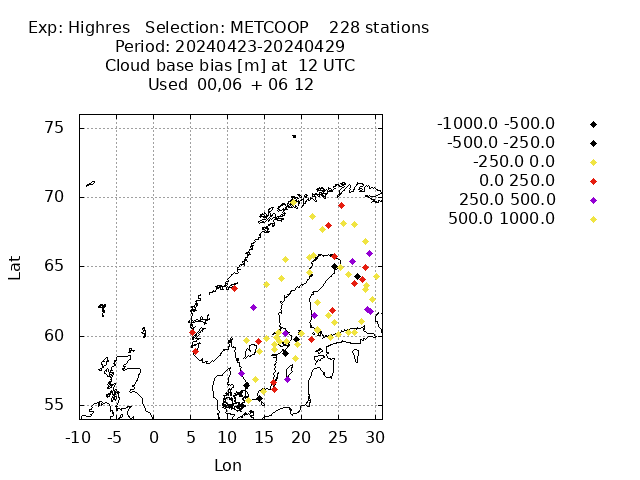 Exp: Highres   Selection: METCOOP    228 stations
Period: 20240423-20240429
Cloud base bias [m] at  12 UTC
Used  00,06  + 06 12
-1000.0 -500.0
-500.0 -250.0
-250.0 0.0
0.0 250.0
250.0 500.0
500.0 1000.0
75
70
65
60
55
Lat
-10 -5 0 5 10 15 20 25 30
Lon